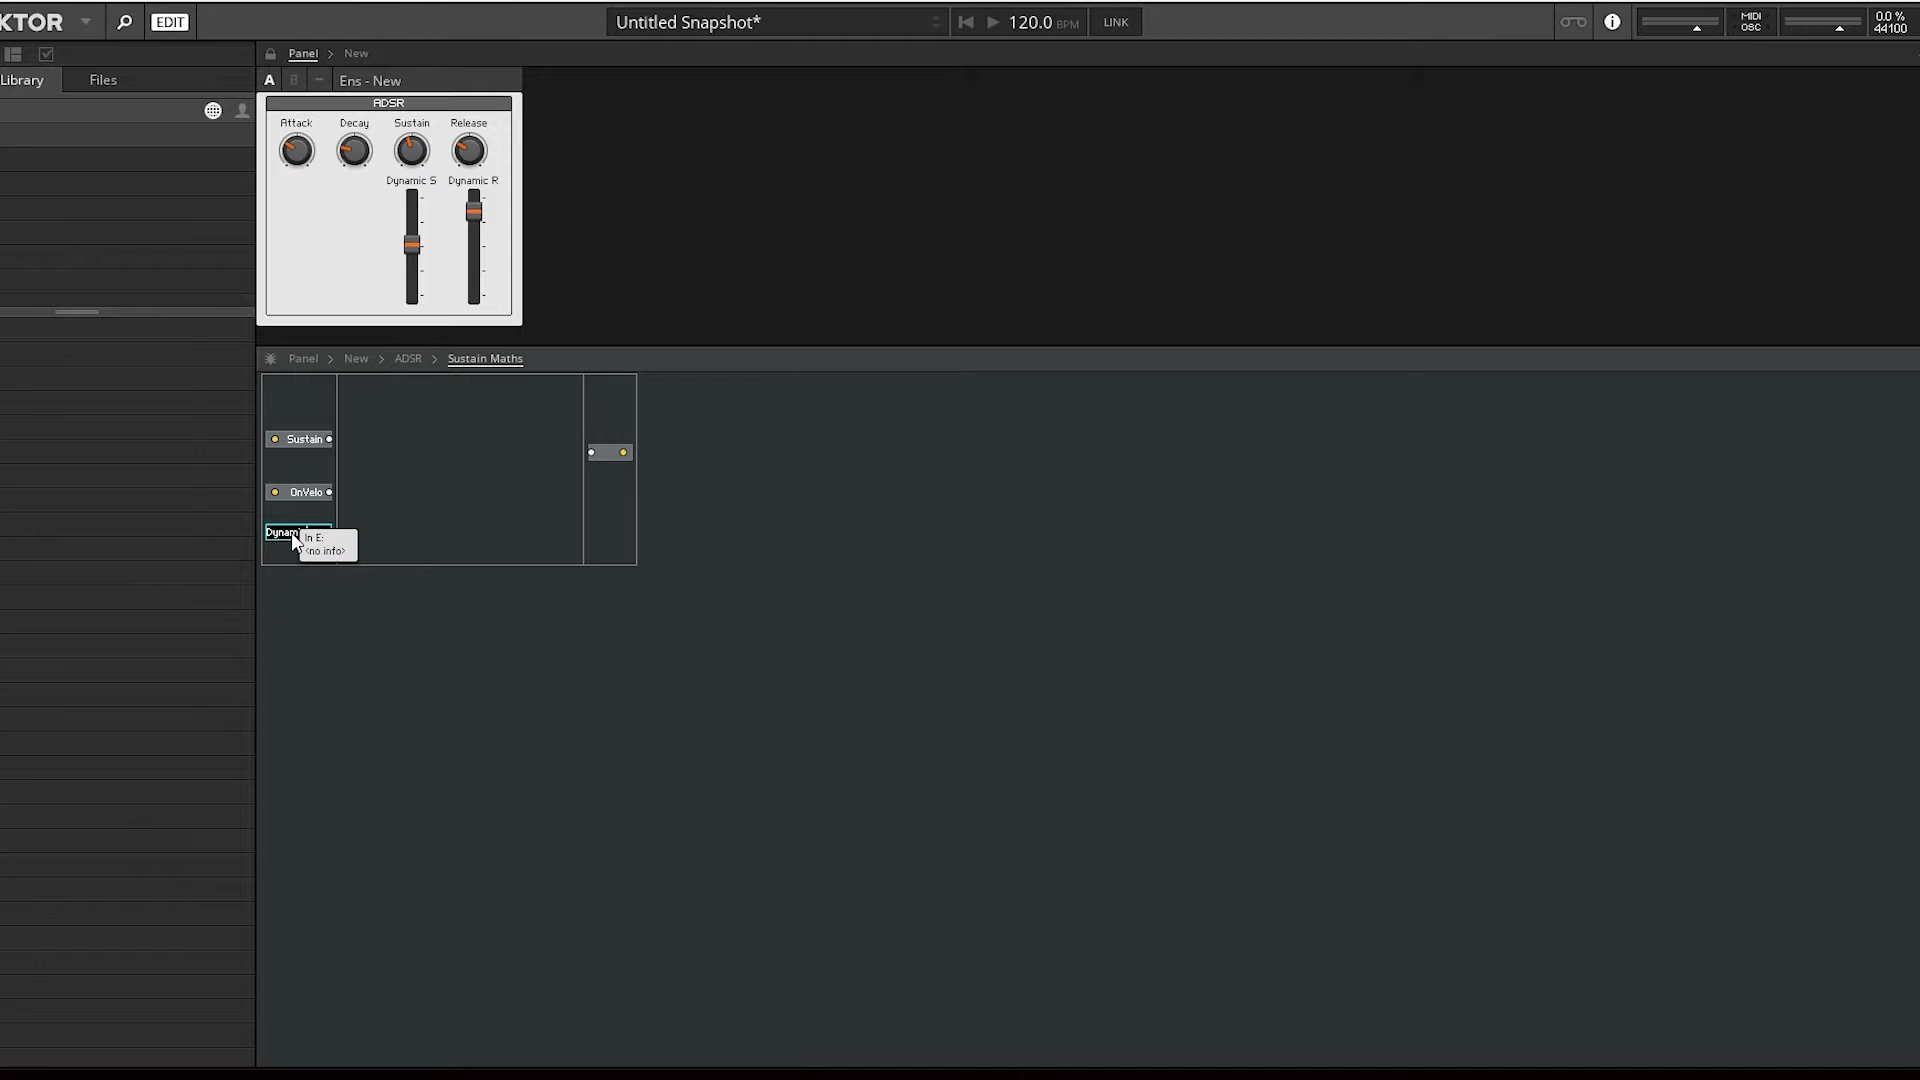 KTOR EDIT Untitled Snapshot* 120.0 BPM LINK MIDI OSC 0.0 % 44100
Panel > New
Library Files
A B Ens - New
ADSR
Attack Decay Sustain Release
Dynamic S Dynamic R
Panel > New > ADSR > Sustain Maths
Sustain
OnVelo
Dynami
In E:
<no info>